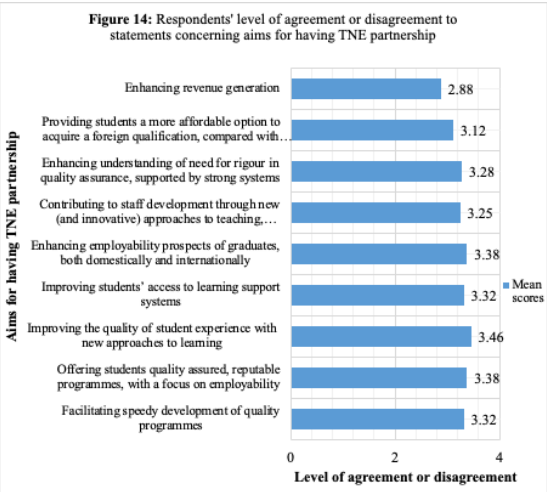 Figure 14: Respondents' level of agreement or disagreement to
statements concerning aims for having TNE partnership
Aims for having TNE partnership
Enhancing revenue generation
2.88
Providing students a more affordable option to
acquire a foreign qualification, compared with…
3.12
Enhancing understanding of need for rigour in
quality assurance, supported by strong systems
3.28
Contributing to staff development through new
(and innovative) approaches to teaching,…
3.25
Enhancing employability prospects of graduates,
both domestically and internationally
3.38
Improving students' access to learning support
systems
3.32
Improving the quality of student experience with
new approaches to learning
3.46
Offering students quality assured, reputable
programmes, with a focus on employability
3.38
Facilitating speedy development of quality
programmes
3.32
Mean
scores
0
2
4
Level of agreement or disagreement